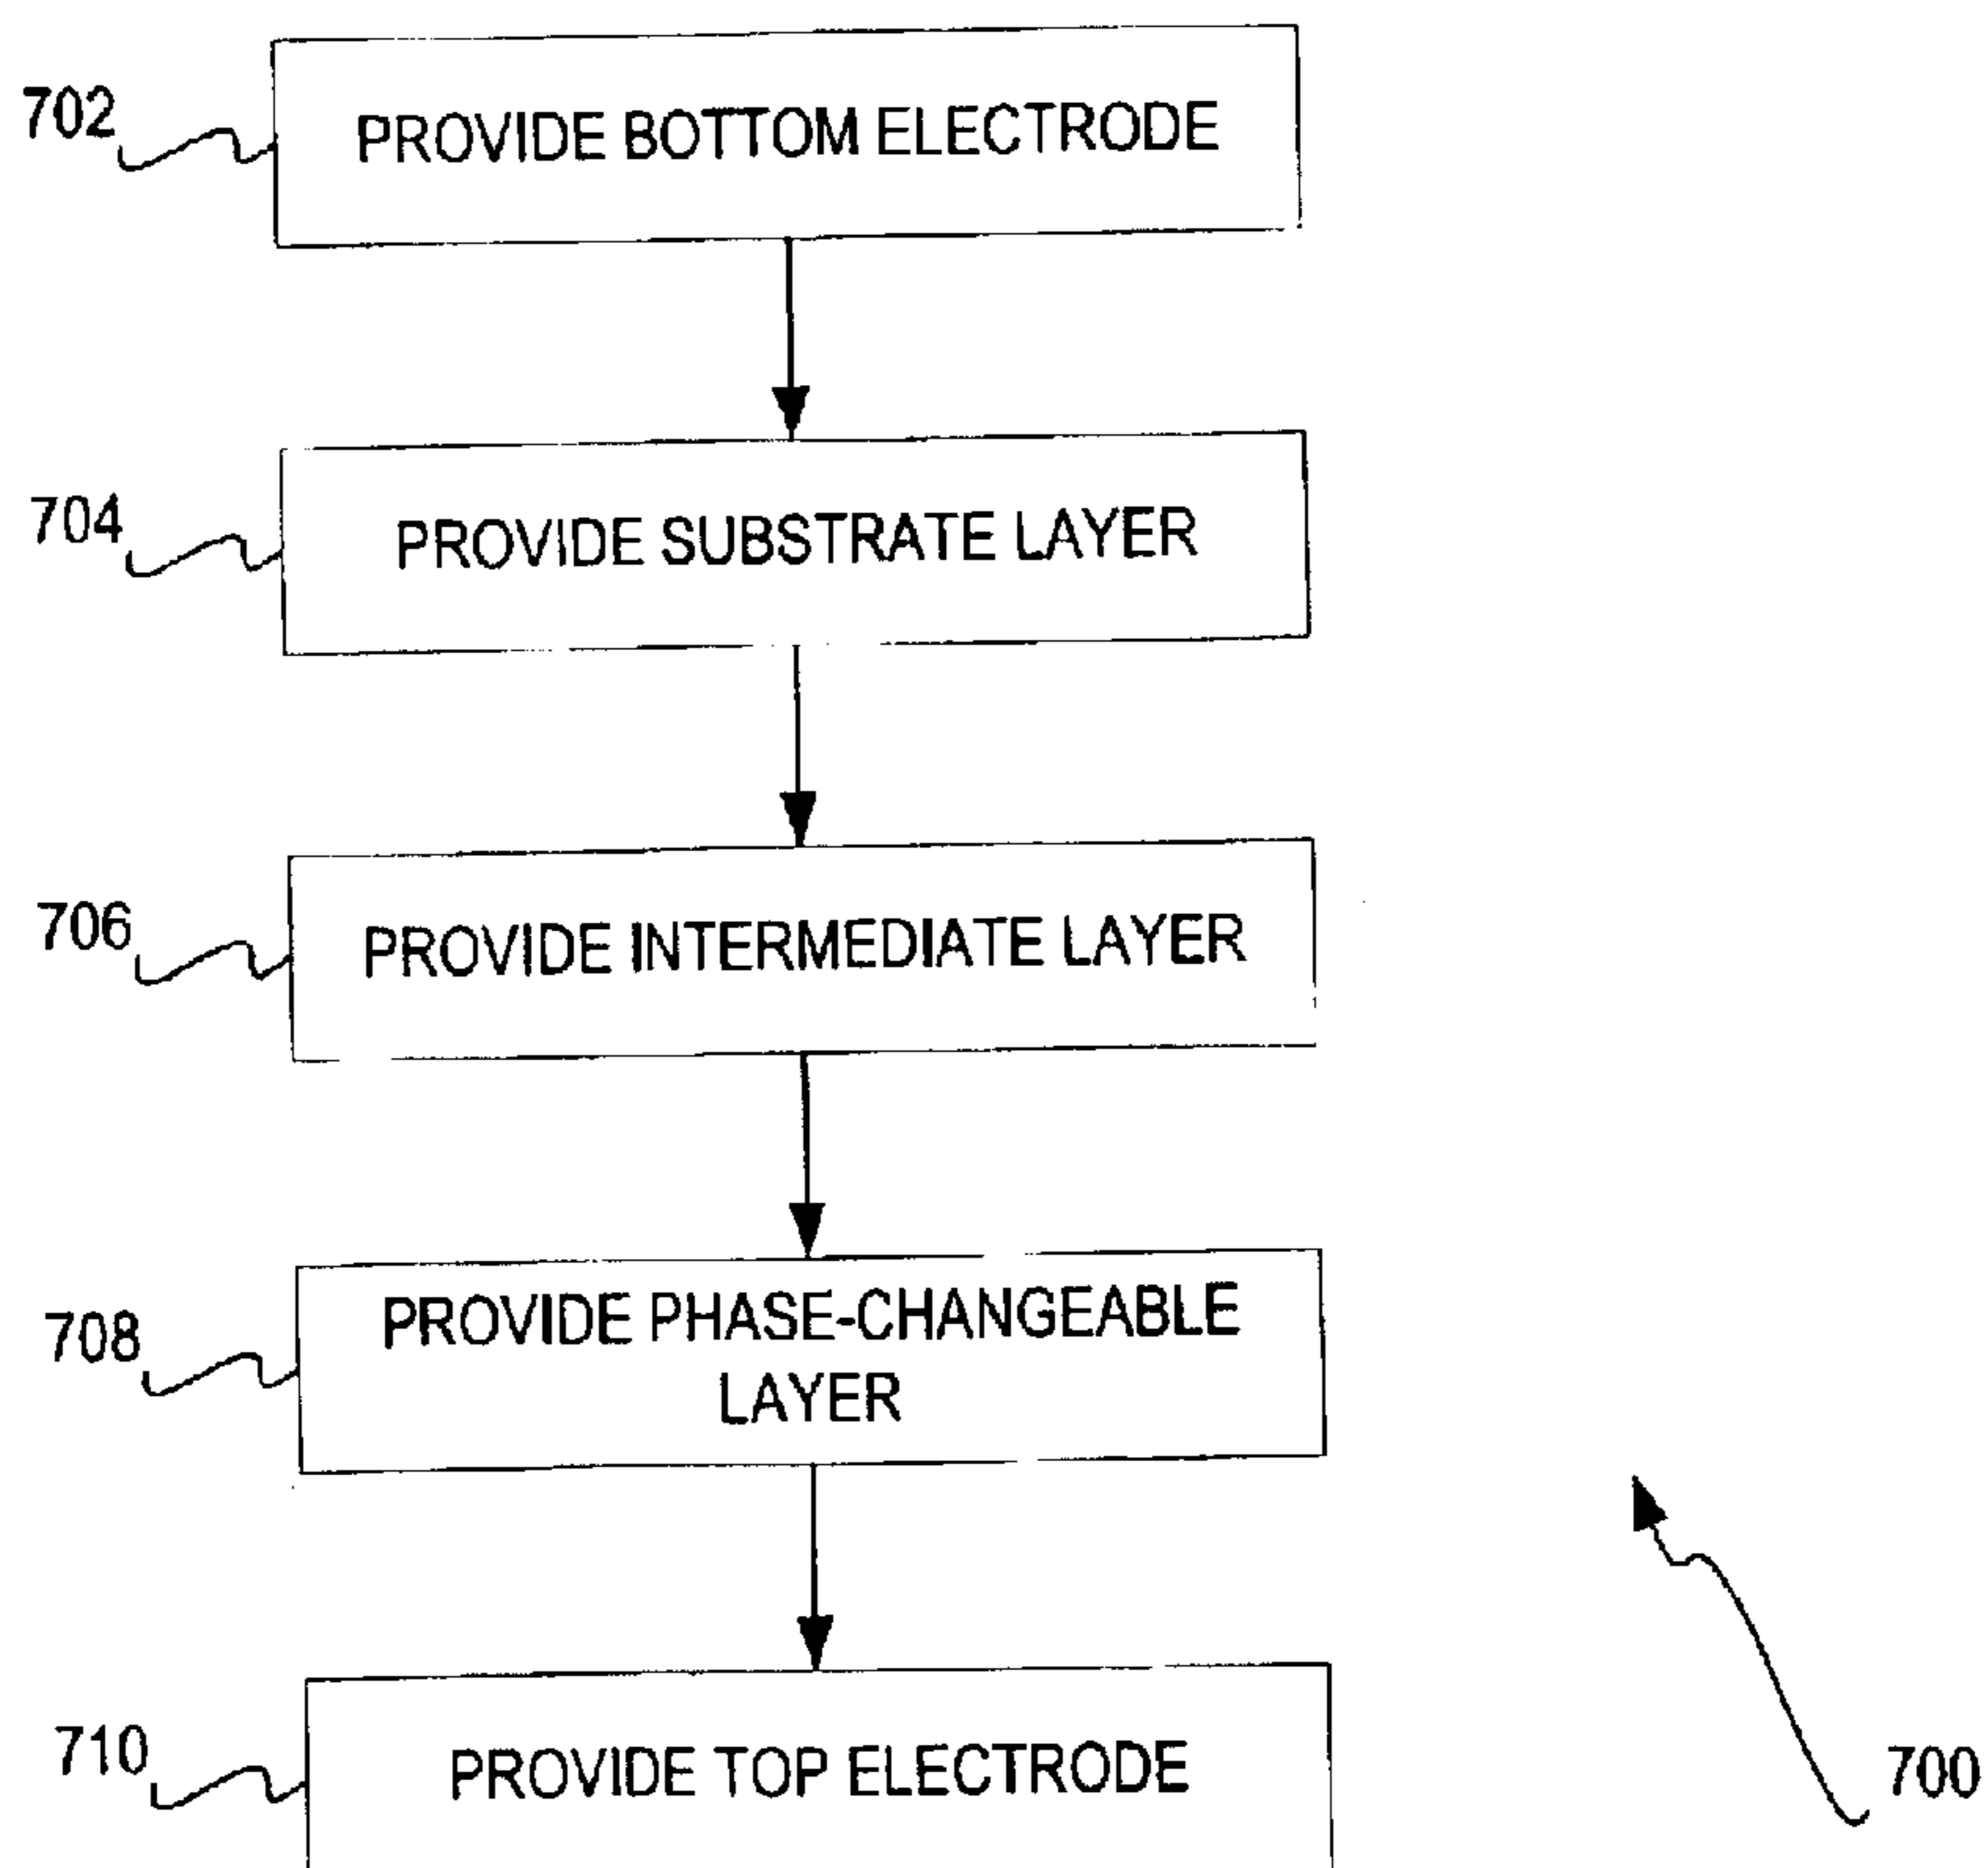 702
PROVIDE BOTTOM ELECTRODE
704
PROVIDE SUBSTRATE LAYER
706
PROVIDE INTERMEDIATE LAYER
708
PROVIDE PHASE-CHANGEABLE
LAYER
710
PROVIDE TOP ELECTRODE
700